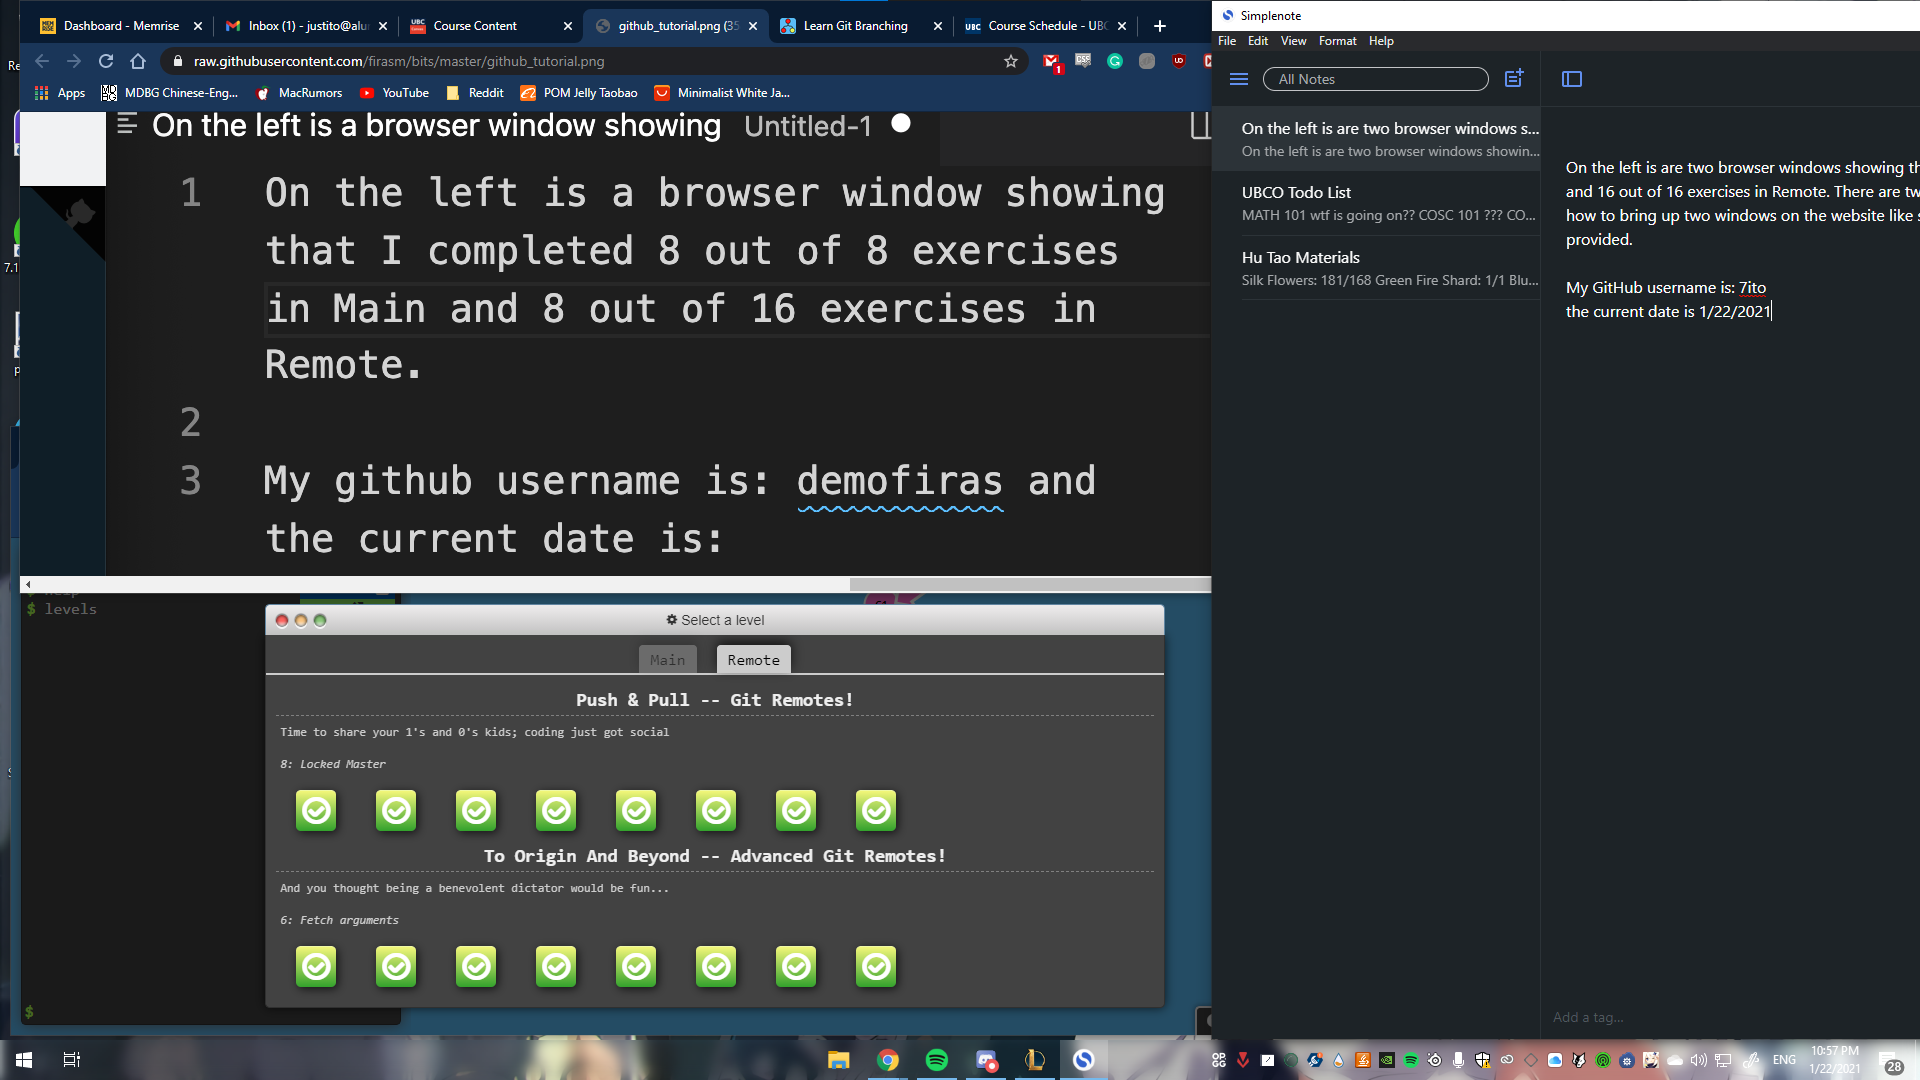 Dashboard - Memrise
Inbox (1) - justito@alu
Course Content
github_tutorial.png (35
Learn Git Branching
Course Schedule - UBC
Simplenote
File Edit View Format Help
raw.githubusercontent.com/firasm/bits/master/github_tutorial.png
All Notes
Apps
MDBG Chinese-Eng...
MacRumors
YouTube
Reddit
POM Jelly Taobao
Minimalist White Ja...
On the left is a browser window showing Untitled-1
1 On the left is a browser window showing
that I completed 8 out of 8 exercises
in Main and 8 out of 16 exercises in
Remote.
2
3 My github username is: demofiras and
the current date is:
On the left is are two browser windows s...
On the left is are two browser windows showin...
UBCO Todo List
MATH 101 wtf is going on?? COSC 101 ??? CO...
Hu Tao Materials
Silk Flowers: 181/168 Green Fire Shard: 1/1 Blu...
On the left is are two browser windows showing th
and 16 out of 16 exercises in Remote. There are tw
how to bring up two windows on the website like s
provided.
My GitHub username is: 7ito
the current date is 1/22/2021
Add a tag...
$ levels
$
Select a level
Main Remote
Push & Pull -- Git Remotes!
Time to share your 1's and 0's kids; coding just got social
8: Locked Master
To Origin And Beyond -- Advanced Git Remotes!
And you thought being a benevolent dictator would be fun...
6: Fetch arguments
ENG
10:57 PM
1/22/2021
28